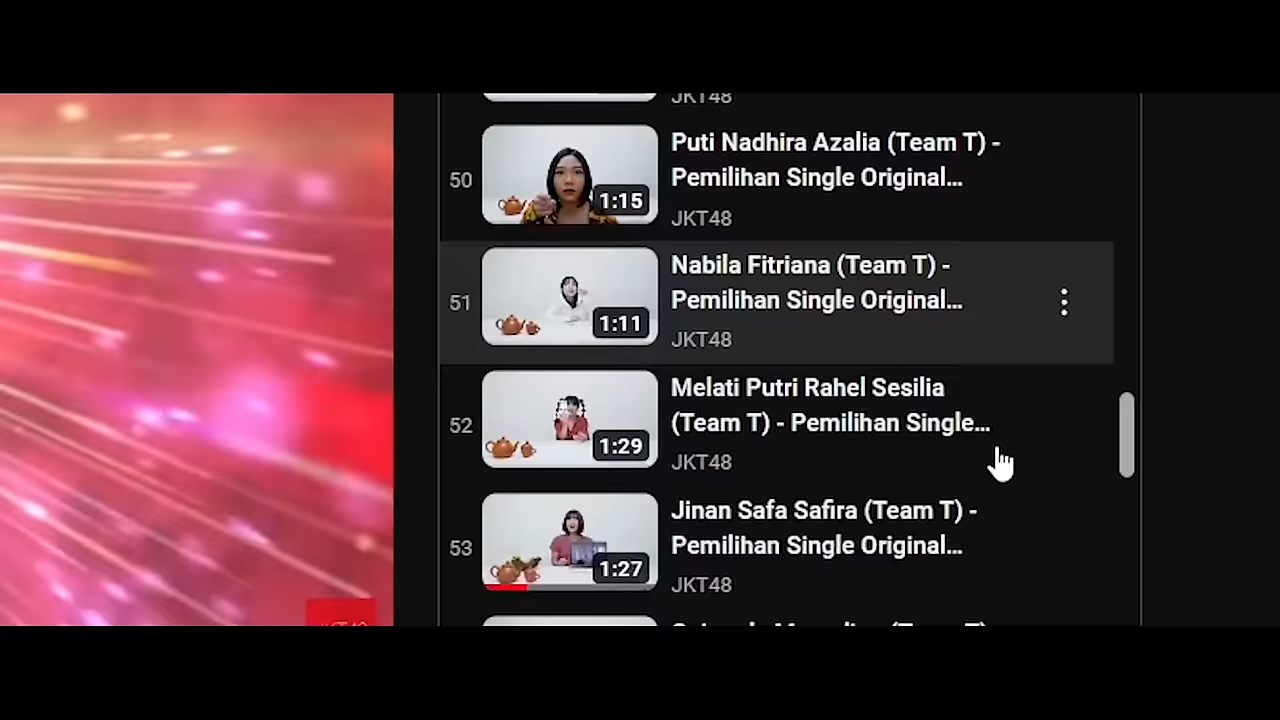 JKT48
50
1:15
Puti Nadhira Azalia (Team T) -
Pemilihan Single Original...
JKT48
51
1:11
Nabila Fitriana (Team T) -
Pemilihan Single Original...
JKT48
52
1:29
Melati Putri Rahel Sesilia
(Team T) - Pemilihan Single...
JKT48
53
1:27
Jinan Safa Safira (Team T) -
Pemilihan Single Original...
JKT48
(Team T)
JKT48